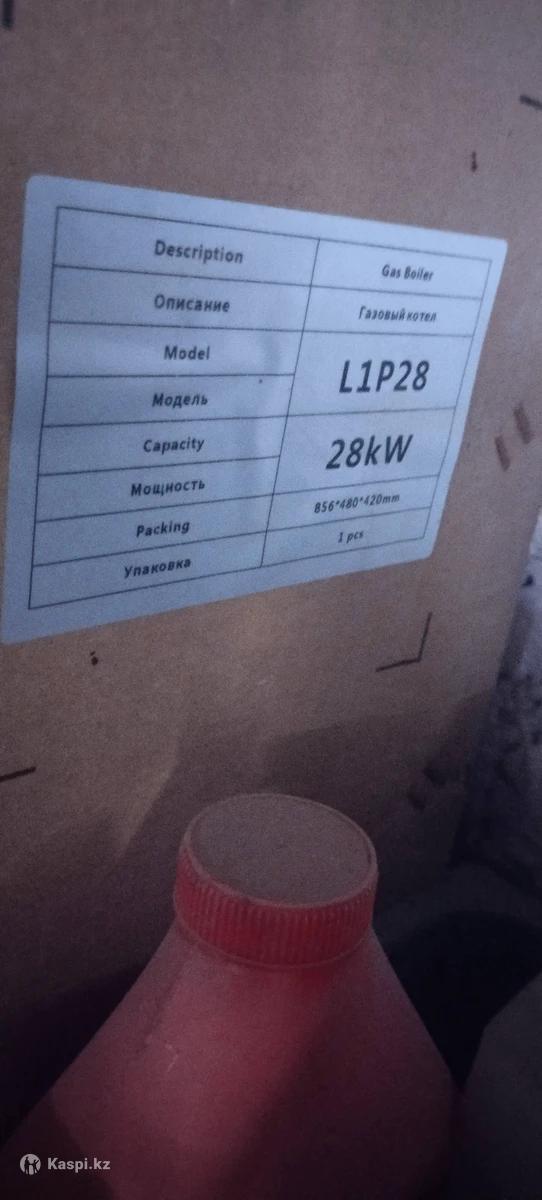 Description
Gas Boiler
Описание
Газовый котел
Model
L1P28
Модель
Capacity
28kW
Мощность
Packing
856*480*420mm
Упаковка
1 pcs
Kaspi.kz